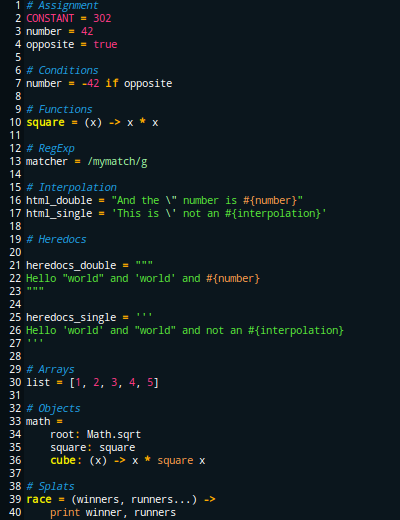 1 # Assignment
2 CONSTANT = 302
3 number = 42
4 opposite = true
5
6 # Conditions
7 number = -42 if opposite
8
9 # Functions
10 square = (x) -> x * x
11
12 # RegExp
13 matcher = /mymatch/g
14
15 # Interpolation
16 html_double = "And the \" number is #{number}"
17 html_single = 'This is \' not an #{interpolation}'
18
19 # Heredocs
20
21 heredocs_double = """
22 Hello "world" and 'world' and #{number}
23 """
24
25 heredocs_single = '''
26 Hello 'world' and "world" and not an #{interpolation}
27 '''
28
29 # Arrays
30 list = [1, 2, 3, 4, 5]
31
32 # Objects
33 math =
34     root: Math.sqrt
35     square: square
36     cube: (x) -> x * square x
37
38 # Splats
39 race = (winners, runners...) ->
40     print winner, runners